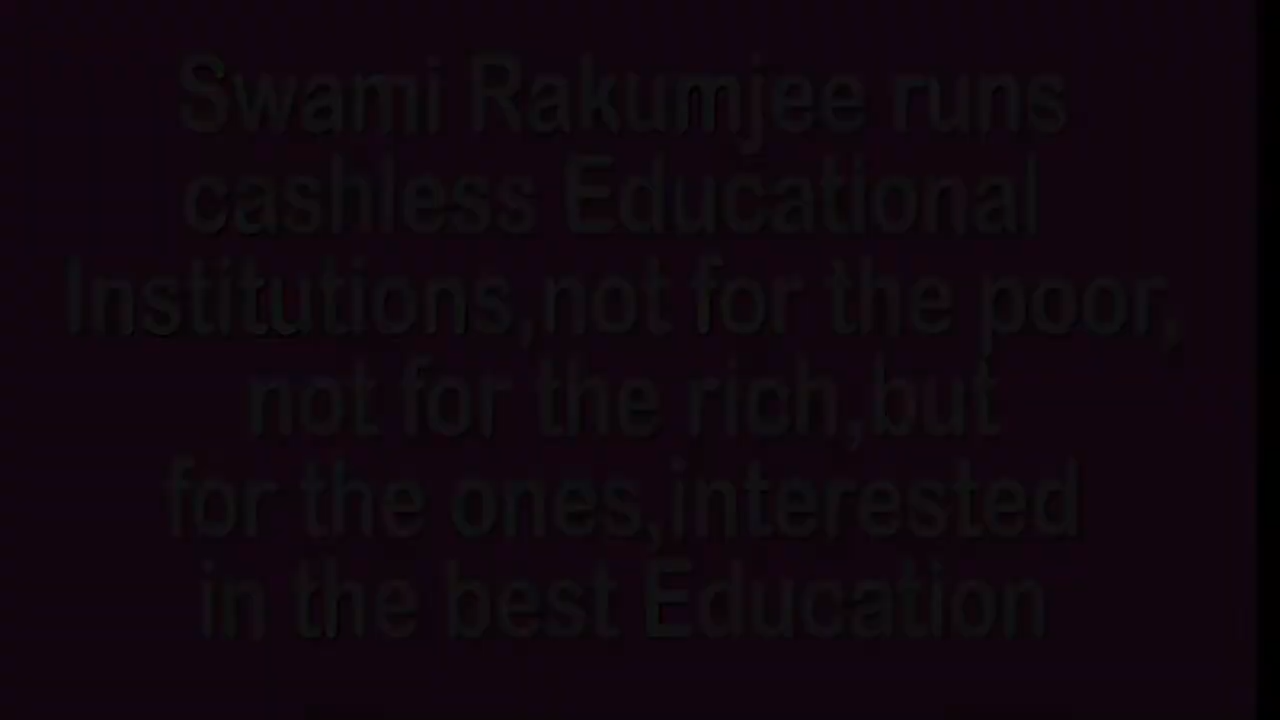 Swami Rakumjee runs
cashless Educational
Institutions,not for the poor,
not for the rich,but
for the ones,interested
in the best Education